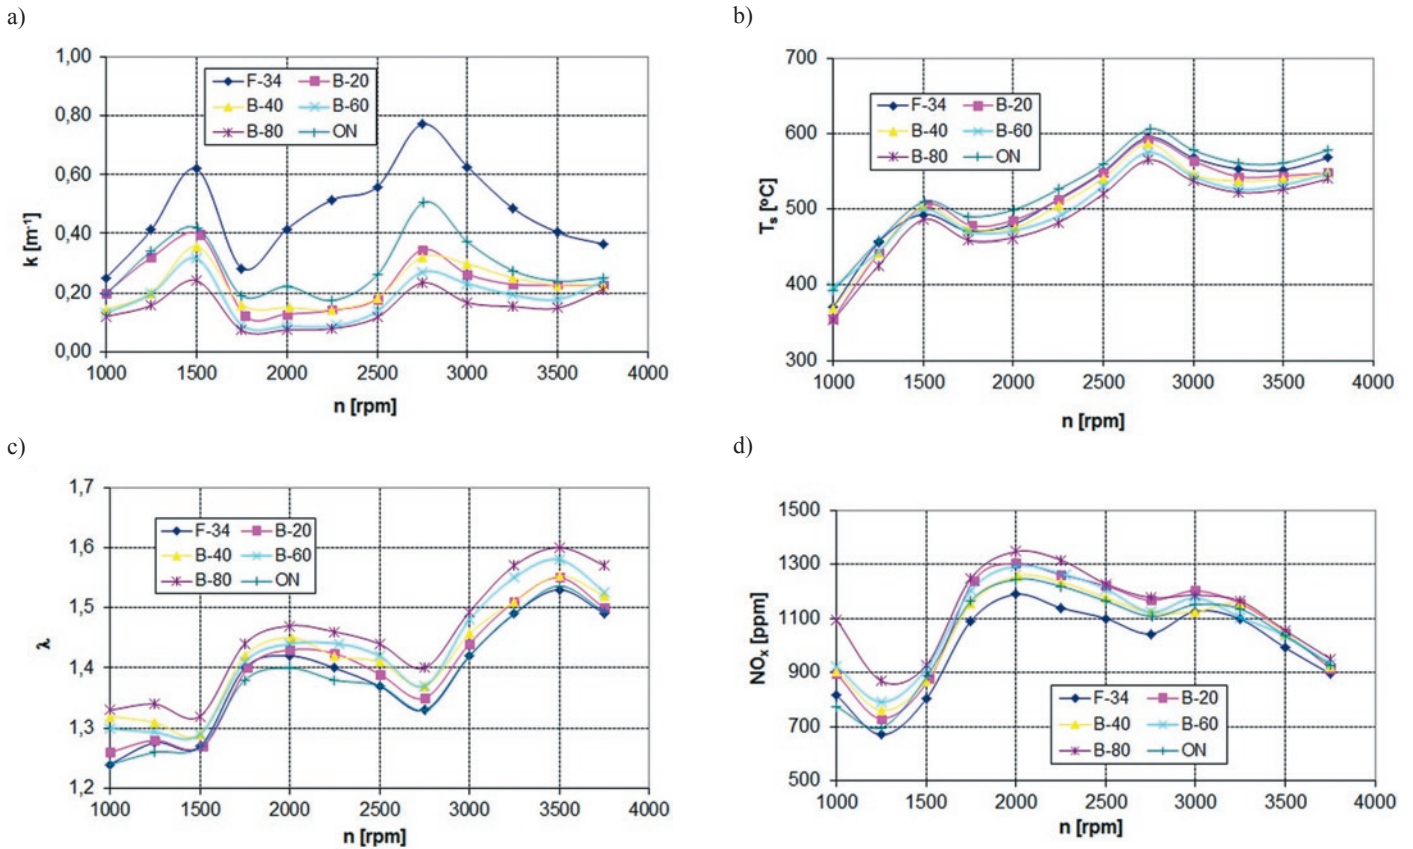 a)
1,00
0,80
0,60
0,40
0,20
0,00
k [m⁻¹]
F-34 B-20
B-40 B-60
B-80 ON
1000 1500 2000 2500 3000 3500 4000
n [rpm]
b)
700
600
500
400
300
Tₛ [ºC]
F-34 B-20
B-40 B-60
B-80 ON
1000 1500 2000 2500 3000 3500 4000
n [rpm]
c)
1,7
1,6
1,5
1,4
1,3
1,2
λ
F-34 B-20
B-40 B-60
B-80 ON
1000 1500 2000 2500 3000 3500 4000
n [rpm]
d)
1500
1300
1100
900
700
500
NOₓ [ppm]
F-34 B-20
B-40 B-60
B-80 ON
1000 1500 2000 2500 3000 3500 4000
n [rpm]